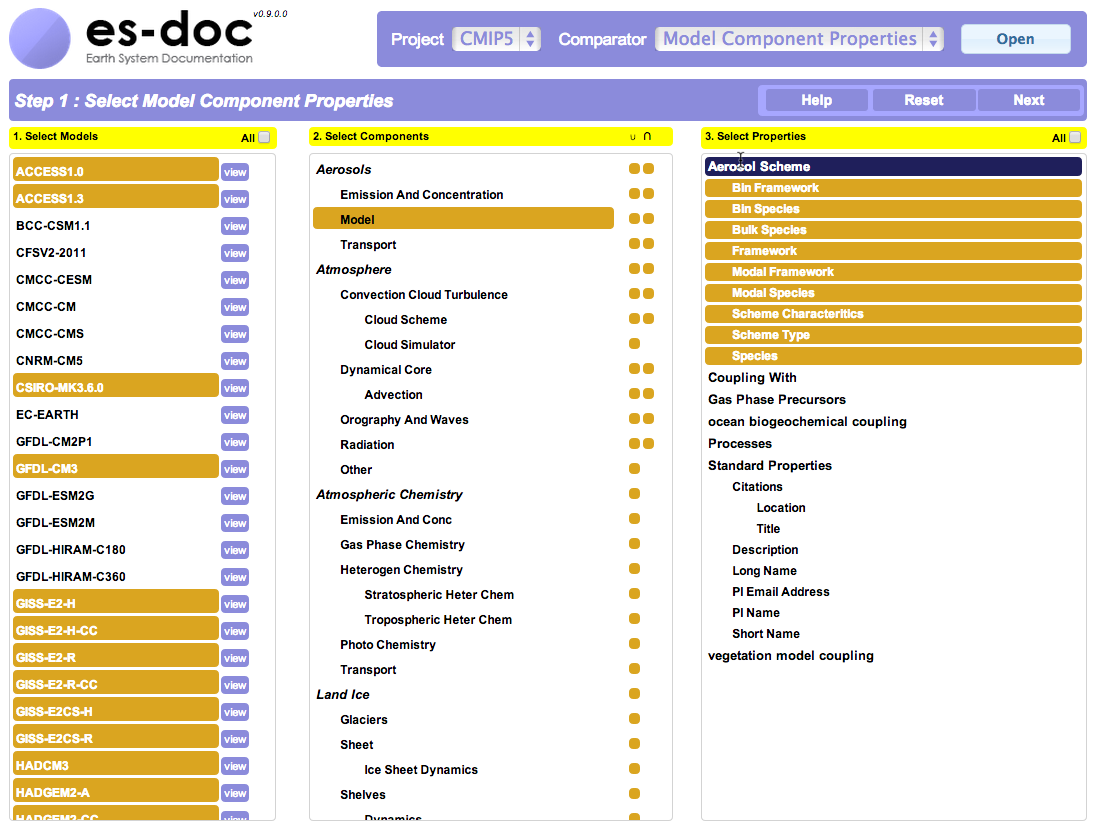 es-doc
v0.9.0.0
Earth System Documentation
Project CMIP5 Comparator Model Component Properties Open
Step 1 : Select Model Component Properties
Help Reset Next
1. Select Models All
ACCESS1.0 view
ACCESS1.3 view
BCC-CSM1.1 view
CFSV2-2011 view
CMCC-CESM view
CMCC-CM view
CMCC-CMS view
CNRM-CM5 view
CSIRO-MK3.6.0 view
EC-EARTH view
GFDL-CM2P1 view
GFDL-CM3 view
GFDL-ESM2G view
GFDL-ESM2M view
GFDL-HIRAM-C180 view
GFDL-HIRAM-C360 view
GISS-E2-H view
GISS-E2-H-CC view
GISS-E2-R view
GISS-E2-R-CC view
GISS-E2CS-H view
GISS-E2CS-R view
HADCM3 view
HADGEM2-A view
HADGEM2-CC view
2. Select Components ∪ ∩
Aerosols
Emission And Concentration
Model
Transport
Atmosphere
Convection Cloud Turbulence
Cloud Scheme
Cloud Simulator
Dynamical Core
Advection
Orography And Waves
Radiation
Other
Atmospheric Chemistry
Emission And Conc
Gas Phase Chemistry
Heterogen Chemistry
Stratospheric Heter Chem
Tropospheric Heter Chem
Photo Chemistry
Transport
Land Ice
Glaciers
Sheet
Ice Sheet Dynamics
Shelves
Dynamics
3. Select Properties All
Aerosol Scheme
Bin Framework
Bin Species
Bulk Species
Framework
Modal Framework
Modal Species
Scheme Characteritics
Scheme Type
Species
Coupling With
Gas Phase Precursors
ocean biogeochemical coupling
Processes
Standard Properties
Citations
Location
Title
Description
Long Name
PI Email Address
PI Name
Short Name
vegetation model coupling